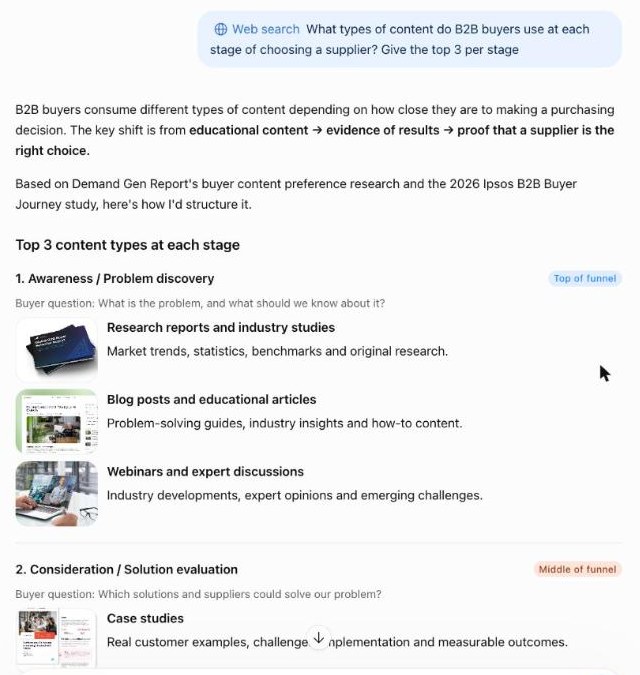 Web search What types of content do B2B buyers use at each
stage of choosing a supplier? Give the top 3 per stage
B2B buyers consume different types of content depending on how close they are to making a purchasing
decision. The key shift is from educational content → evidence of results → proof that a supplier is the
right choice.
Based on Demand Gen Report's buyer content preference research and the 2026 Ipsos B2B Buyer
Journey study, here's how I'd structure it.
Top 3 content types at each stage
1. Awareness / Problem discovery
Top of funnel
Buyer question: What is the problem, and what should we know about it?
Research reports and industry studies
Market trends, statistics, benchmarks and original research.
Blog posts and educational articles
Problem-solving guides, industry insights and how-to content.
Webinars and expert discussions
Industry developments, expert opinions and emerging challenges.
2. Consideration / Solution evaluation
Middle of funnel
Buyer question: Which solutions and suppliers could solve our problem?
Case studies
Real customer examples, challenge nplementation and measurable outcomes.